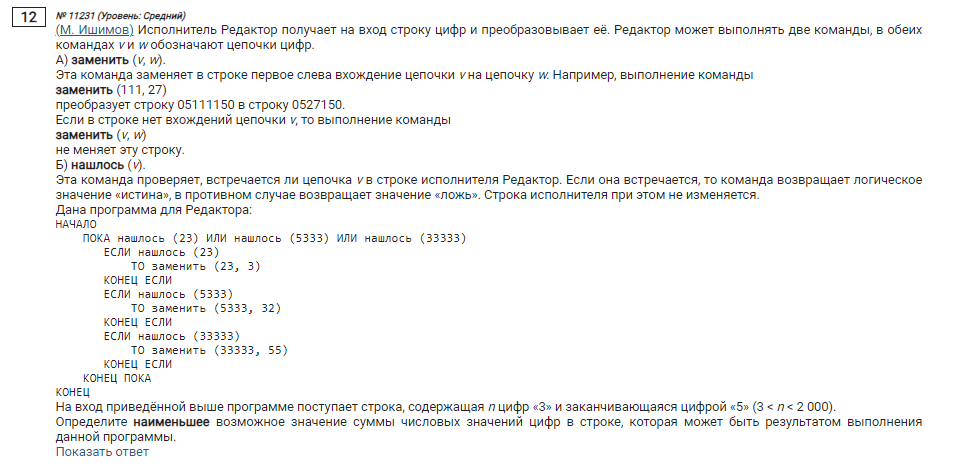 12
№ 11231 (Уровень: Средний)
(М. Ишимов) Исполнитель Редактор получает на вход строку цифр и преобразовывает её. Редактор может выполнять две команды, в обеих
командах v и w обозначают цепочки цифр.
А) заменить (v, w).
Эта команда заменяет в строке первое слева вхождение цепочки v на цепочку w. Например, выполнение команды
заменить (111, 27)
преобразует строку 05111150 в строку 0527150.
Если в строке нет вхождений цепочки v, то выполнение команды
заменить (v, w)
не меняет эту строку.
Б) нашлось (v).
Эта команда проверяет, встречается ли цепочка v в строке исполнителя Редактор. Если она встречается, то команда возвращает логическое
значение «истина», в противном случае возвращает значение «ложь». Строка исполнителя при этом не изменяется.
Дана программа для Редактора:
НАЧАЛО
ПОКА нашлось (23) ИЛИ нашлось (5333) ИЛИ нашлось (33333)
ЕСЛИ нашлось (23)
ТО заменить (23, 3)
КОНЕЦ ЕСЛИ
ЕСЛИ нашлось (5333)
ТО заменить (5333, 32)
КОНЕЦ ЕСЛИ
ЕСЛИ нашлось (33333)
ТО заменить (33333, 55)
КОНЕЦ ЕСЛИ
КОНЕЦ ПОКА
КОНЕЦ
На вход приведённой выше программе поступает строка, содержащая n цифр «3» и заканчивающаяся цифрой «5» (3 < n < 2 000).
Определите наименьшее возможное значение суммы числовых значений цифр в строке, которая может быть результатом выполнения
данной программы.
Показать ответ